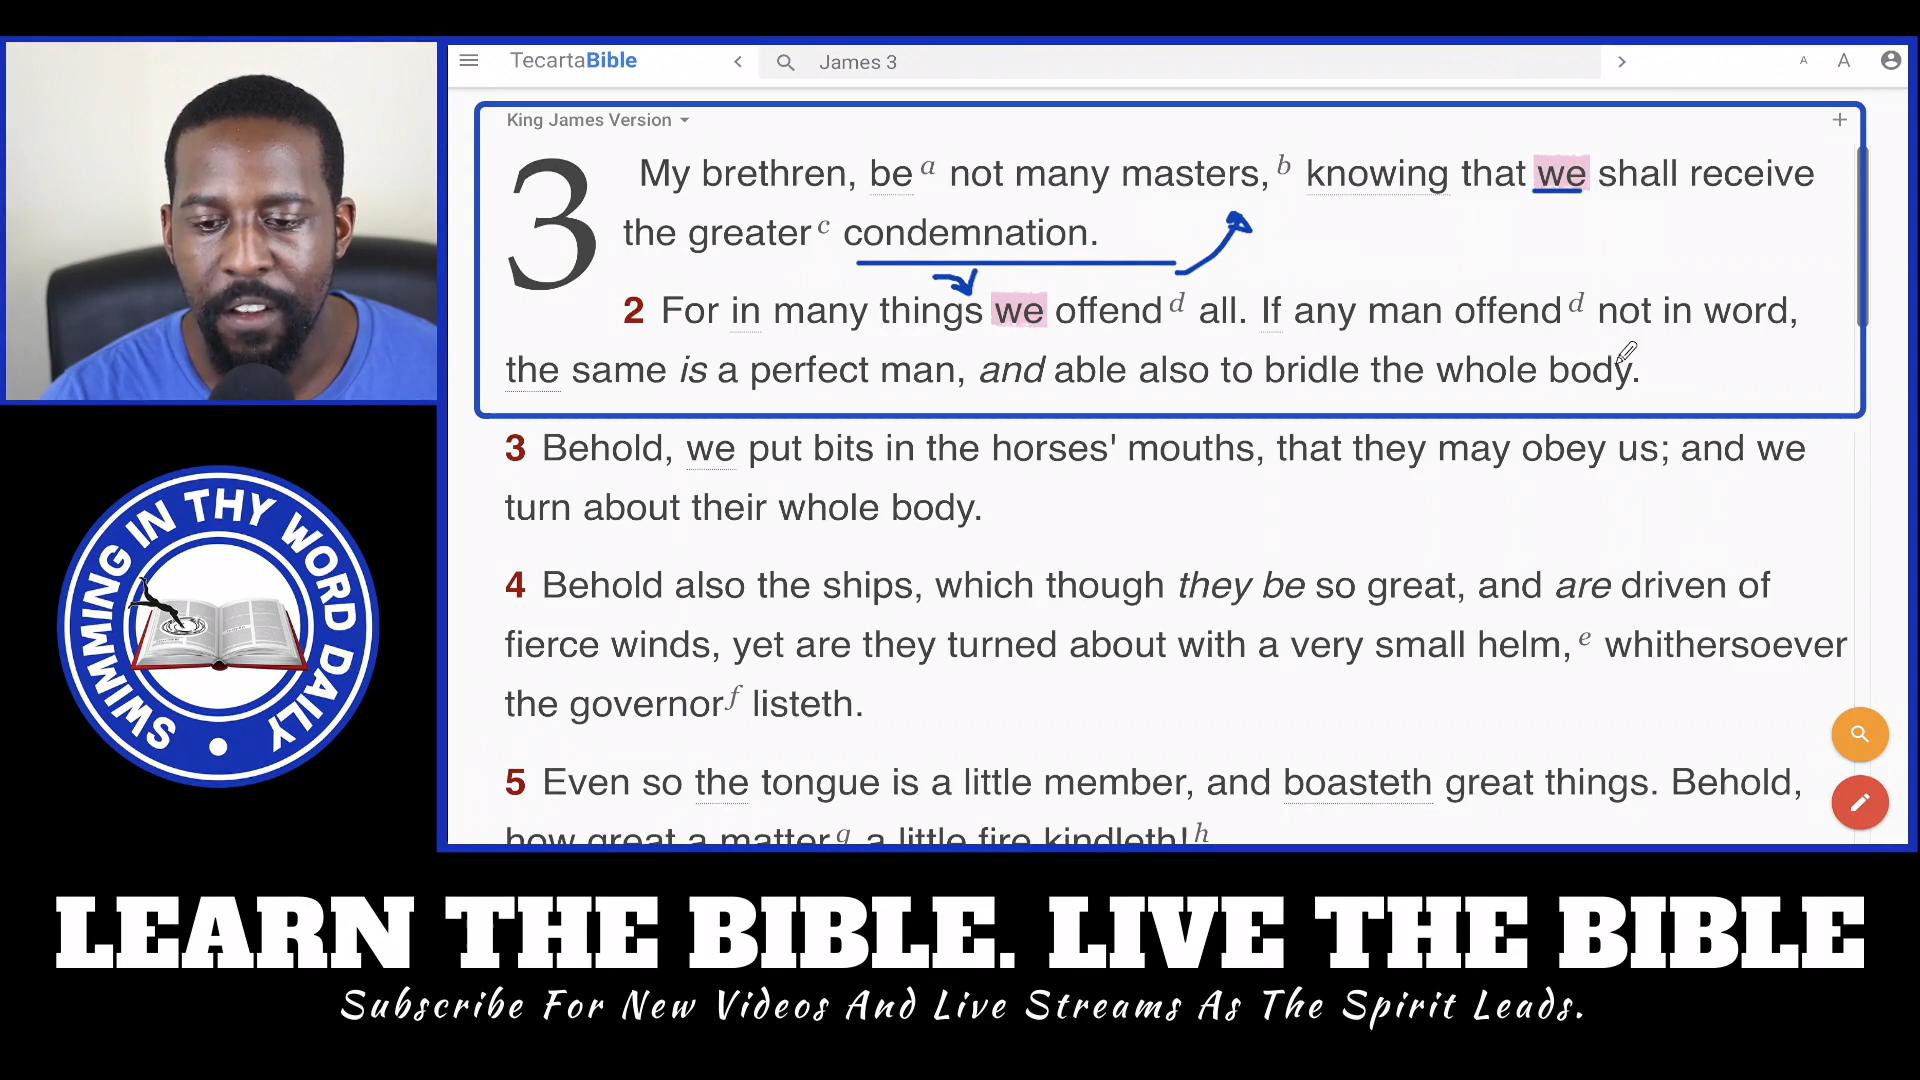 TecartaBible
James 3
A A
King James Version
3 My brethren, be a not many masters, b knowing that we shall receive
the greater c condemnation.
2 For in many things we offend d all. If any man offend d not in word,
the same is a perfect man, and able also to bridle the whole body.
3 Behold, we put bits in the horses' mouths, that they may obey us; and we
turn about their whole body.
4 Behold also the ships, which though they be so great, and are driven of
fierce winds, yet are they turned about with a very small helm, e whithersoever
the governor f listeth.
5 Even so the tongue is a little member, and boasteth great things. Behold,
how great a matter g a little fire kindleth! h
SWIMMING IN THY WORD DAILY
LEARN THE BIBLE. LIVE THE BIBLE
Subscribe For New Videos And Live Streams As The Spirit Leads.